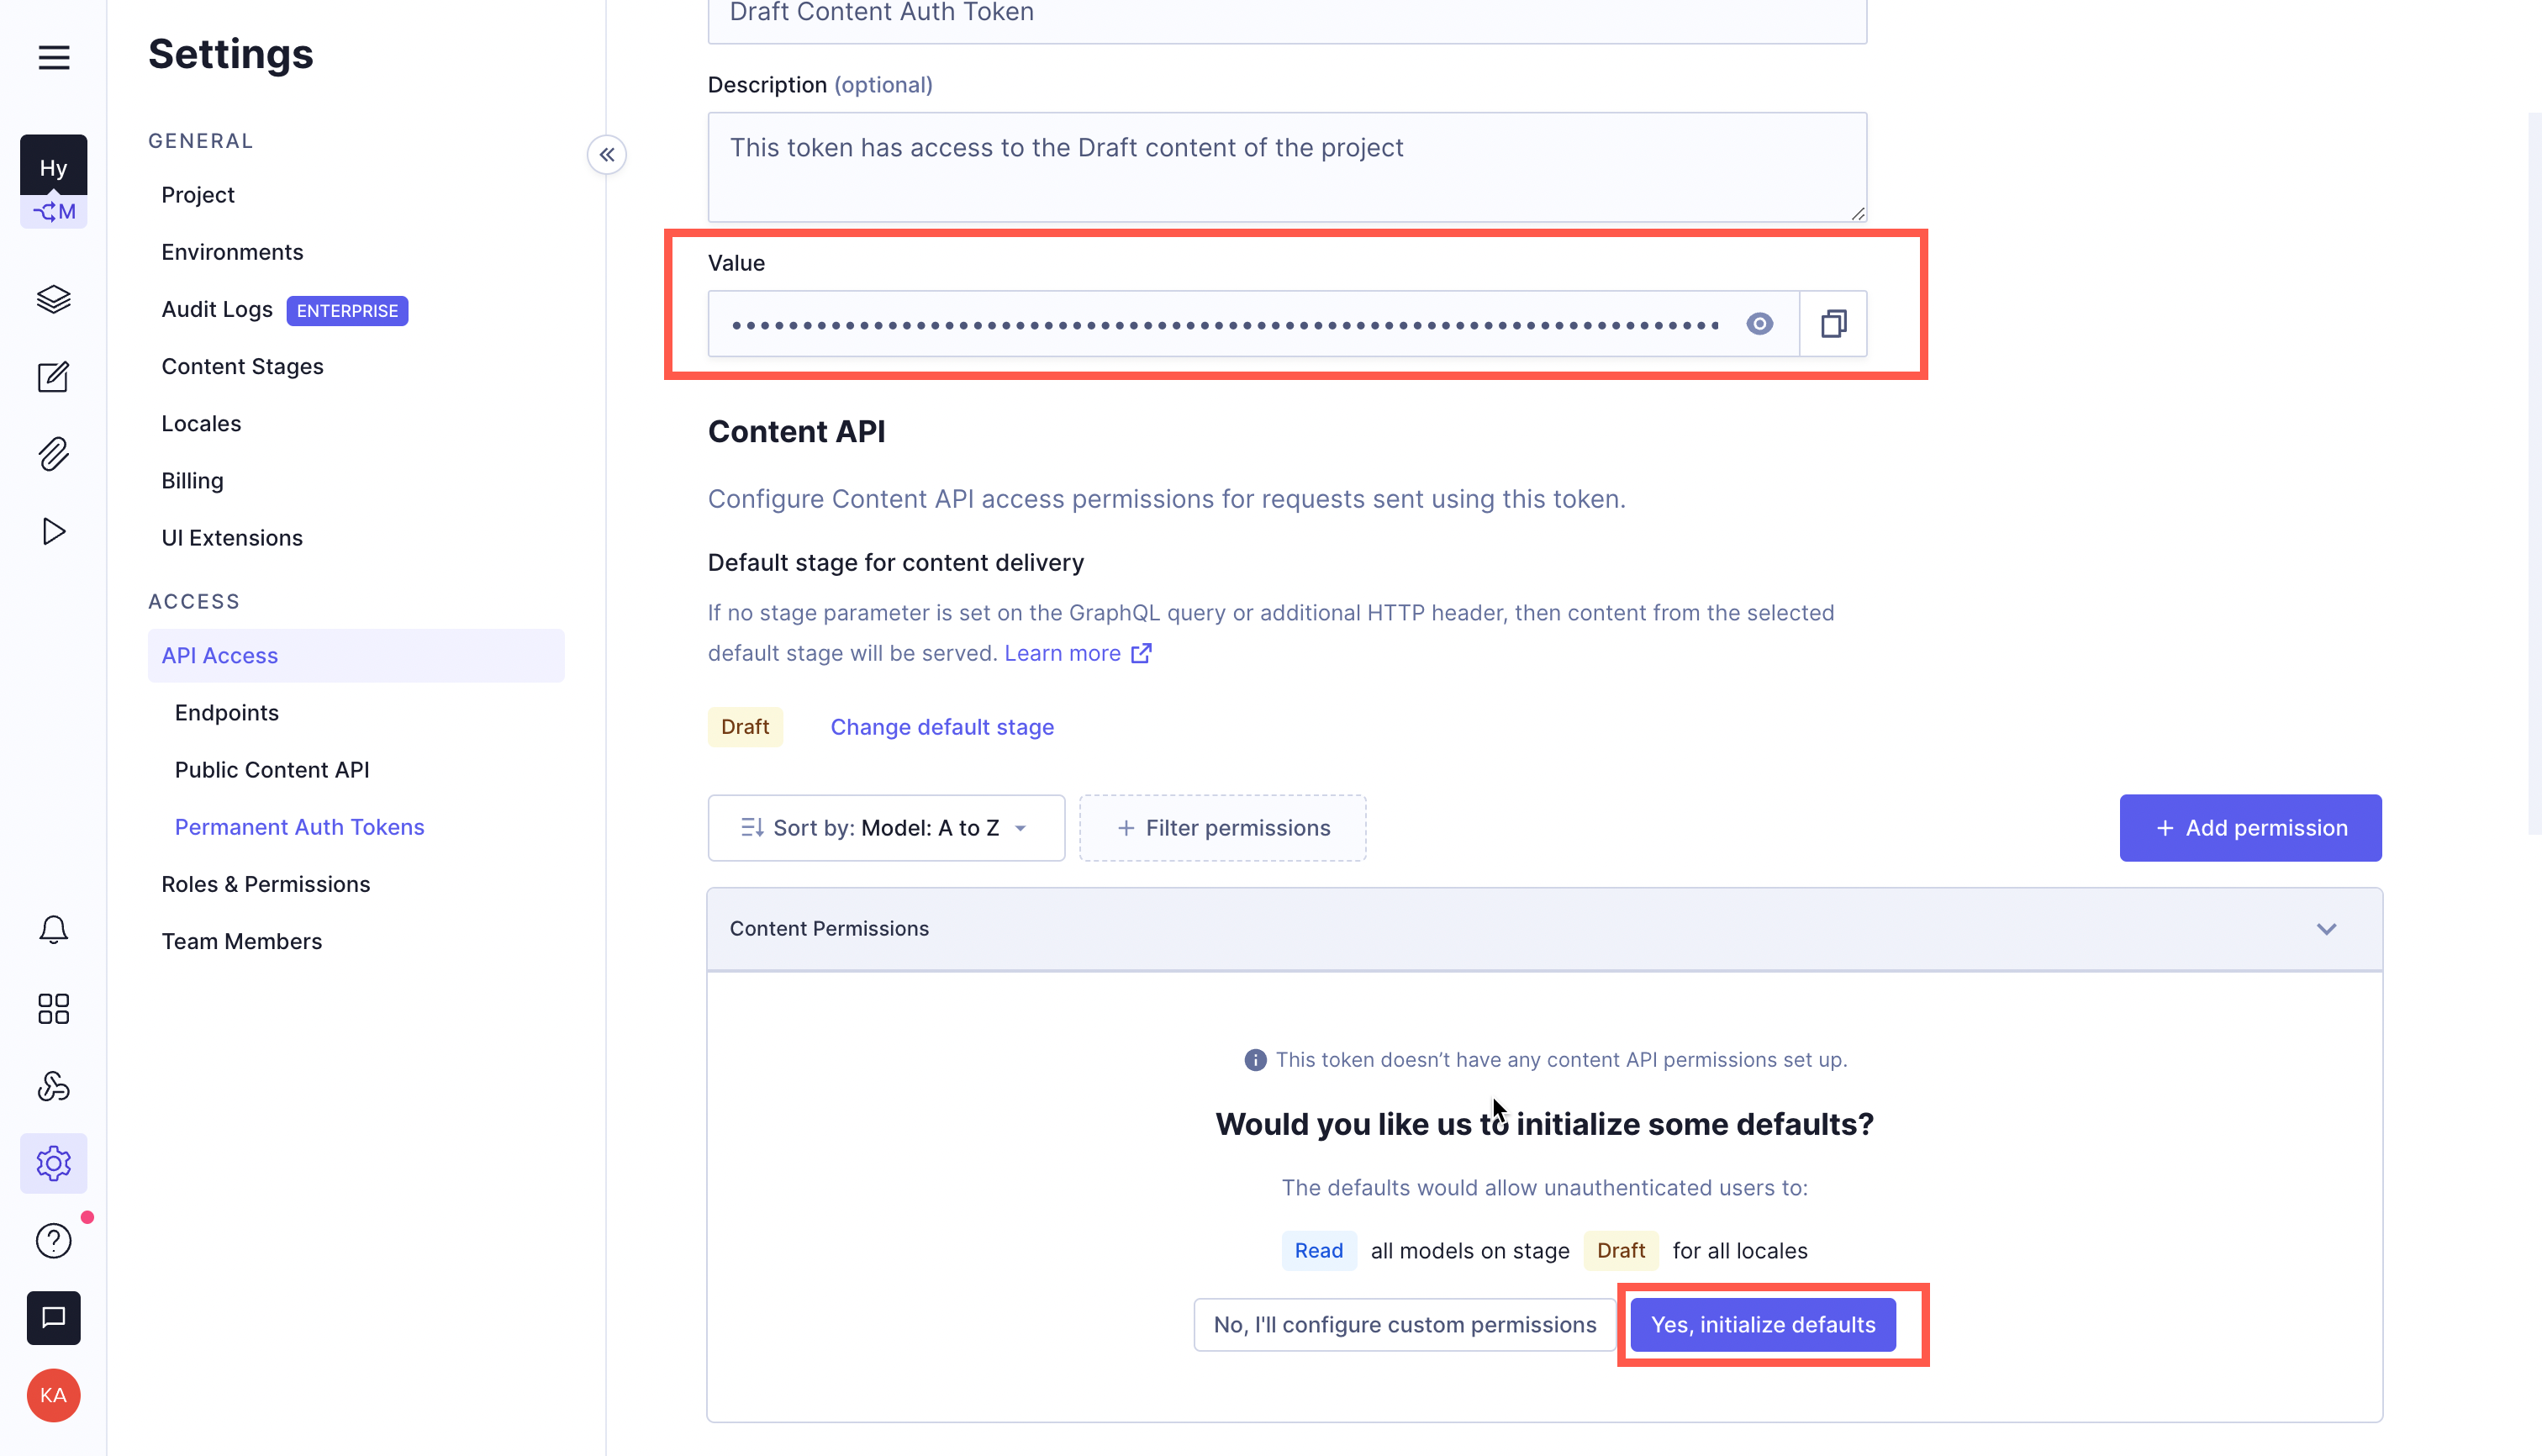 Hy
M
Settings
GENERAL
Project
Environments
Audit Logs ENTERPRISE
Content Stages
Locales
Billing
UI Extensions
ACCESS
API Access
Endpoints
Public Content API
Permanent Auth Tokens
Roles & Permissions
Team Members
KA
Draft Content Auth Token
Description (optional)
This token has access to the Draft content of the project
Value
Content API
Configure Content API access permissions for requests sent using this token.
Default stage for content delivery
If no stage parameter is set on the GraphQL query or additional HTTP header, then content from the selected
default stage will be served. Learn more
Draft Change default stage
Sort by: Model: A to Z + Filter permissions + Add permission
Content Permissions
This token doesn’t have any content API permissions set up.
Would you like us to initialize some defaults?
The defaults would allow unauthenticated users to:
Read all models on stage Draft for all locales
No, I'll configure custom permissions Yes, initialize defaults